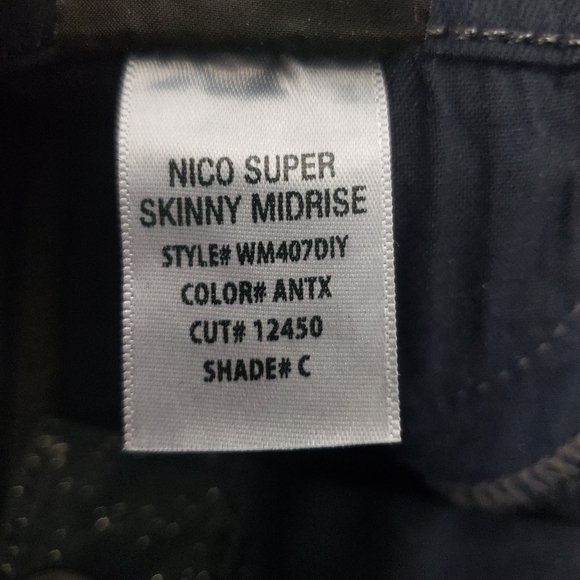 NICO SUPER
SKINNY MIDRISE
STYLE# WM407DIY
COLOR# ANTX
CUT# 12450
SHADE# C